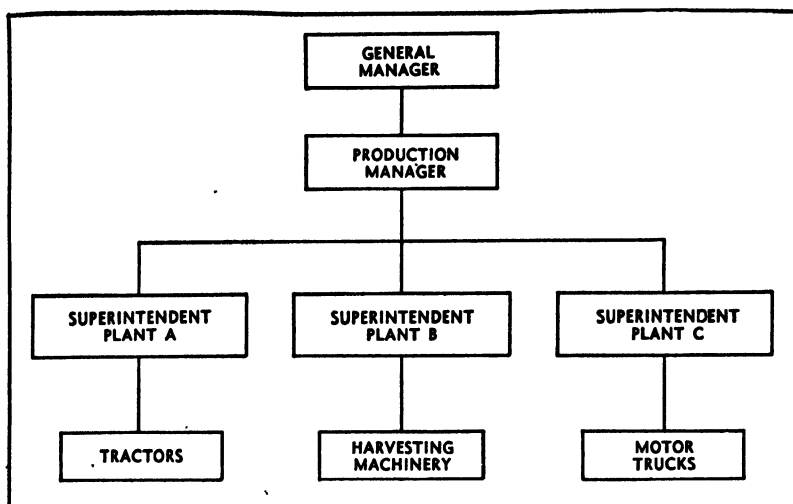 GENERAL
MANAGER
PRODUCTION
MANAGER
SUPERINTENDENT
PLANT A
SUPERINTENDENT
PLANT B
SUPERINTENDENT
PLANT C
TRACTORS
HARVESTING
MACHINERY
MOTOR
TRUCKS